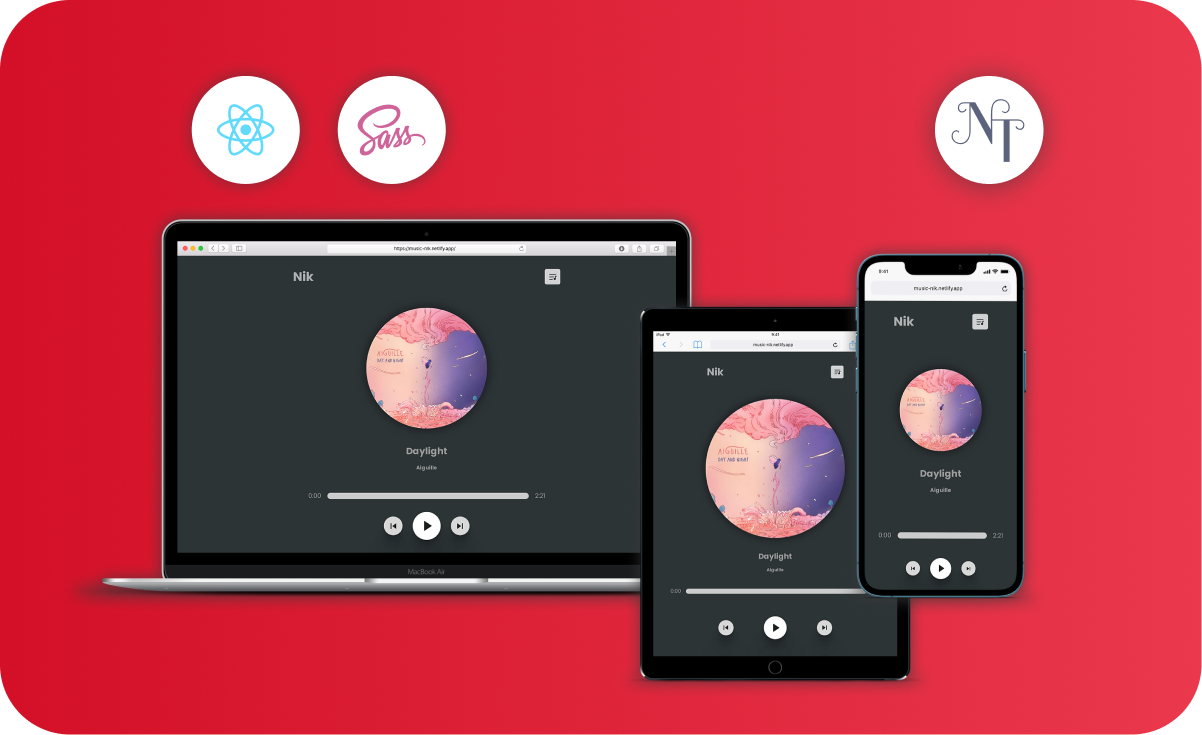 Sass
NT
https://music-nik.netlify.app/
Nik
AIGUILLE
DAY AND NIGHT
Daylight
Aiguille
0:00
2:21
MacBook Air
iPad
9:41
music-nik.netlify.app
Nik
AIGUILLE
DAY AND NIGHT
Daylight
Aiguille
0:00
9:41
music-nik.netlify.app
Nik
AIGUILLE
Daylight
Aiguille
0:00
2:21